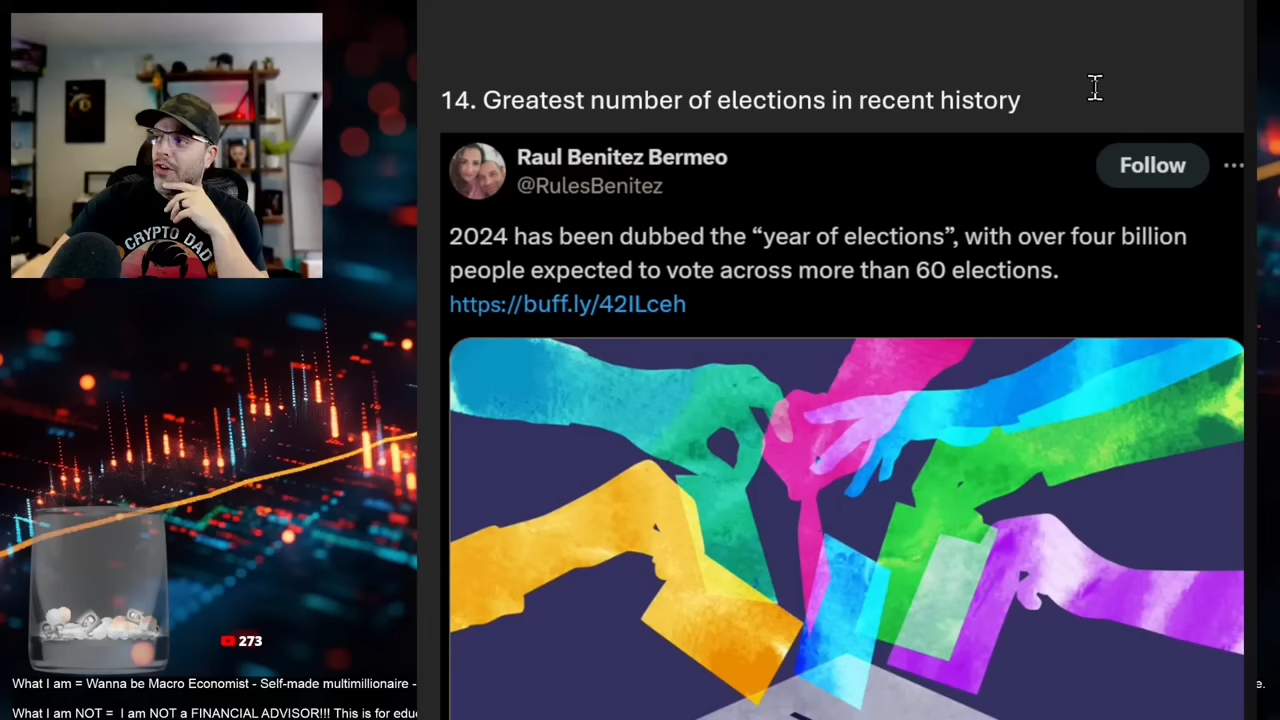 14. Greatest number of elections in recent history
Raul Benitez Bermeo
@RulesBenitez
Follow
2024 has been dubbed the “year of elections”, with over four billion
people expected to vote across more than 60 elections.
https://buff.ly/42ILceh
CRYPTO DAD
273
What I am = Wanna be Macro Economist - Self-made multimillionaire -
e.
What I am NOT = I am NOT a FINANCIAL ADVISOR!!! This is for educ